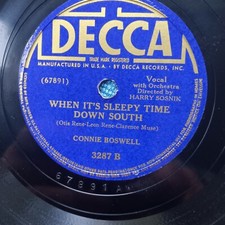 DECCA
TRADE MARK REGISTERED
MANUFACTURED IN U.S.A. BY DECCA RECORDS, INC.
(67891)
Vocal
with Orchestra
Directed by
HARRY SOSNIK
WHEN IT'S SLEEPY TIME
DOWN SOUTH
(Otis Rene-Leon Rene-Clarence Muse)
CONNIE BOSWELL
3287 B
67891